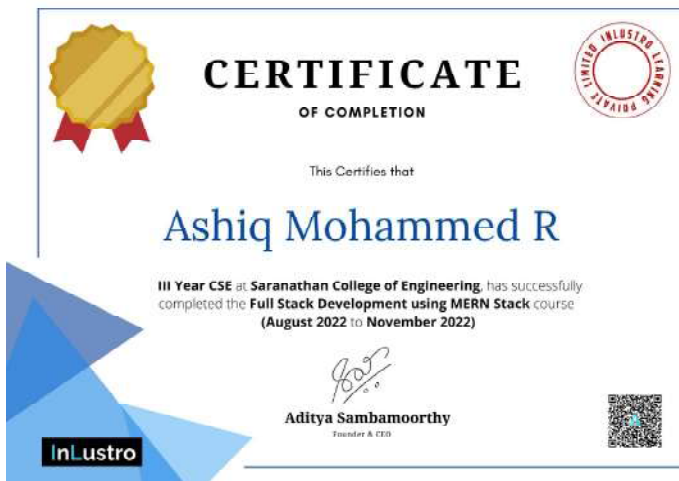 CERTIFICATE
OF COMPLETION
INLUSTRO LEARNING PRIVATE LIMITED
This Certifies that
Ashiq Mohammed R
III Year CSE at Saranathan College of Engineering, has successfully
completed the Full Stack Development using MERN Stack course
(August 2022 to November 2022)
Aditya Sambamoorthy
Founder & CEO
InLustro